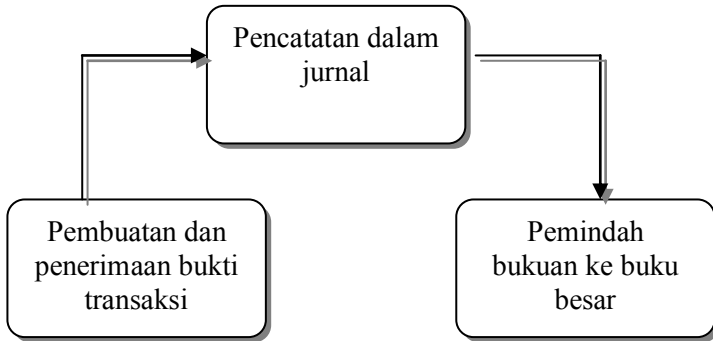 Pencatatan dalam
jurnal
Pembuatan dan
penerimaan bukti
transaksi
Pemindah
bukuan ke buku
besar